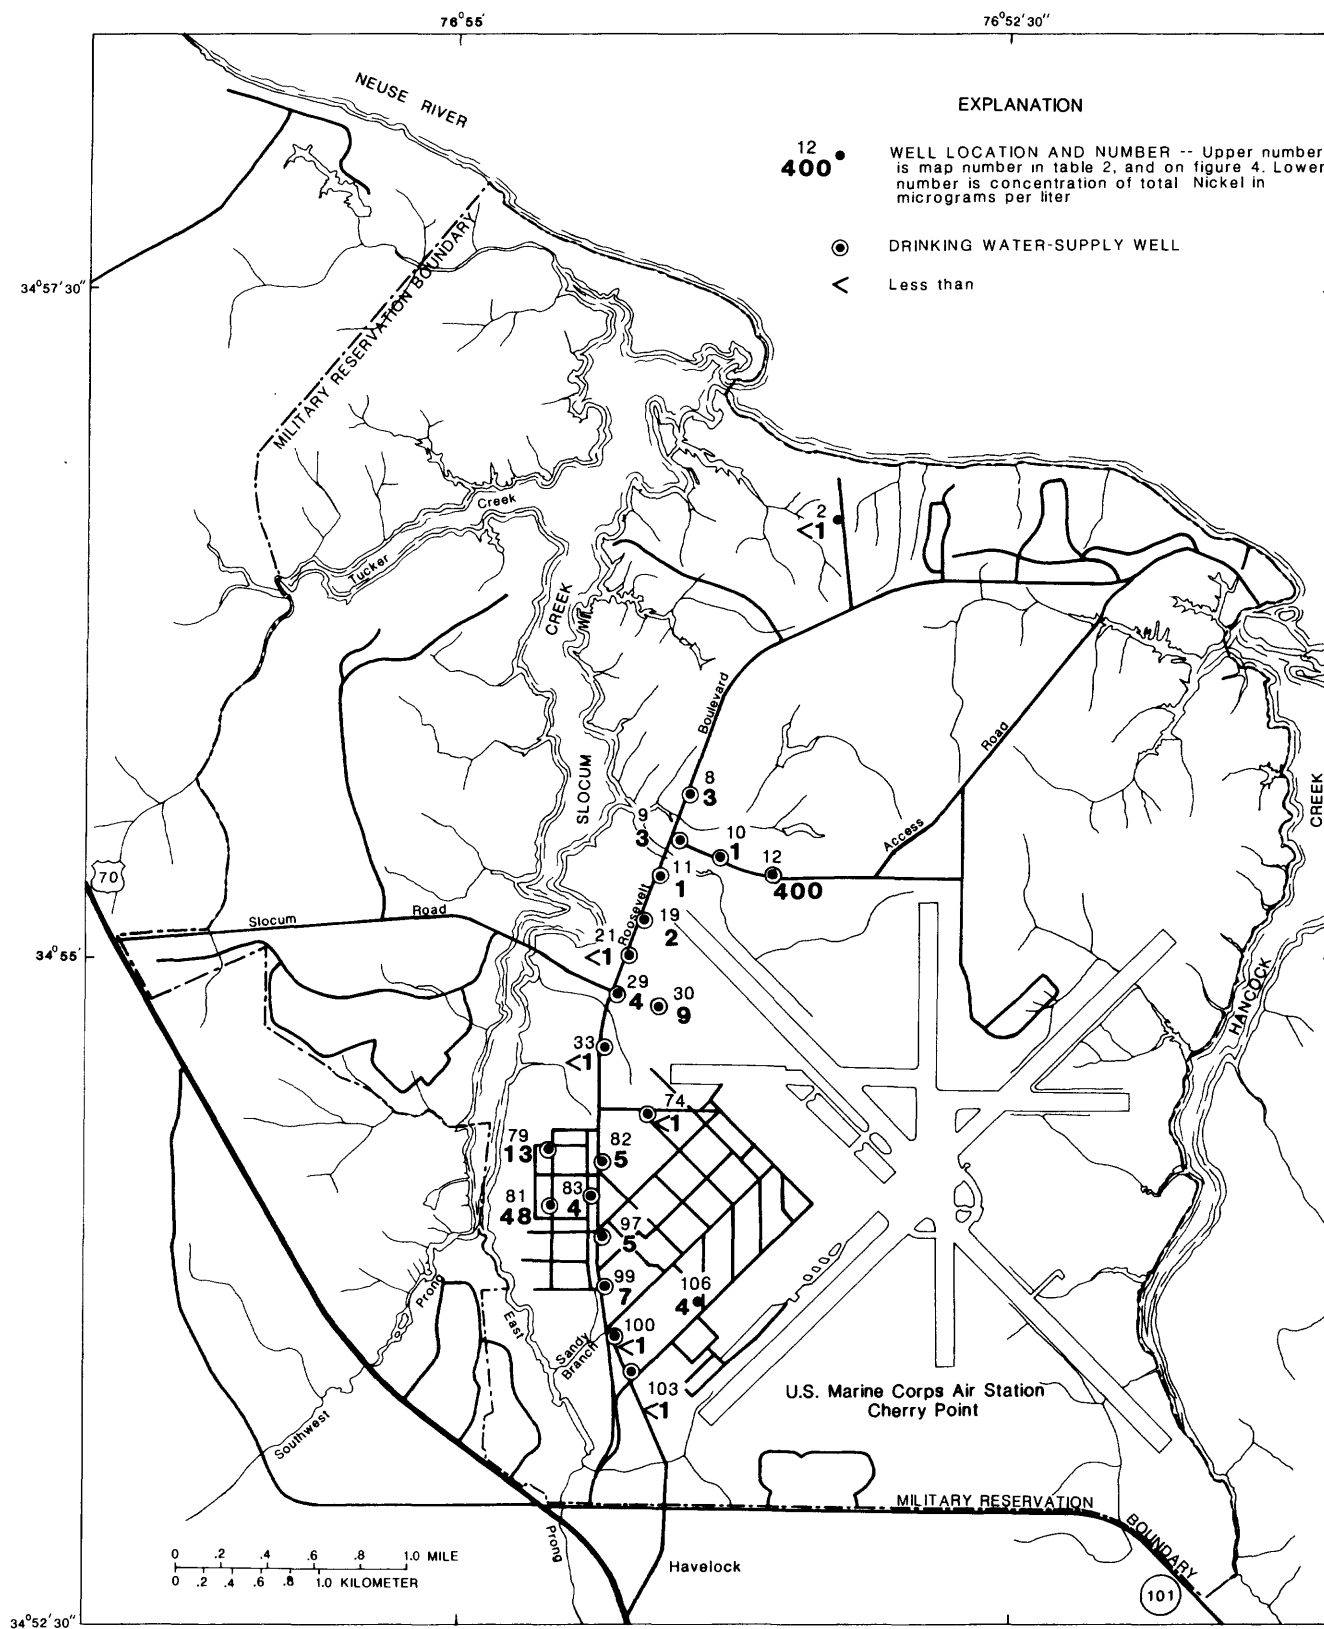 76°55'
76°52'30"
NEUSE RIVER
EXPLANATION
12
400
WELL LOCATION AND NUMBER -- Upper number
is map number in table 2, and on figure 4. Lower
number is concentration of total Nickel in
micrograms per liter
DRINKING WATER-SUPPLY WELL
< Less than
34°57'30"
MILITARY RESERVATION BOUNDARY
Tucker
Creek
2
<1
SLOCUM
CREEK
Roosevelt
Boulevard
Access
Road
HANCOCK
CREEK
8
3
9
3
10
1
12
400
11
1
70
Slocum
Road
19
2
34°55'
21
<1
29
4
30
9
33
<1
74
<1
79
13
82
5
81
48
83
4
97
5
99
7
106
4
100
<1
103
<1
Southwest
Prong
East
Prong
Sandy
Branch
U.S. Marine Corps Air Station
Cherry Point
MILITARY RESERVATION
BOUNDARY
0 .2 .4 .6 .8 1.0 MILE
0 .2 .4 .6 .8 1.0 KILOMETER
Havelock
101
34°52'30"